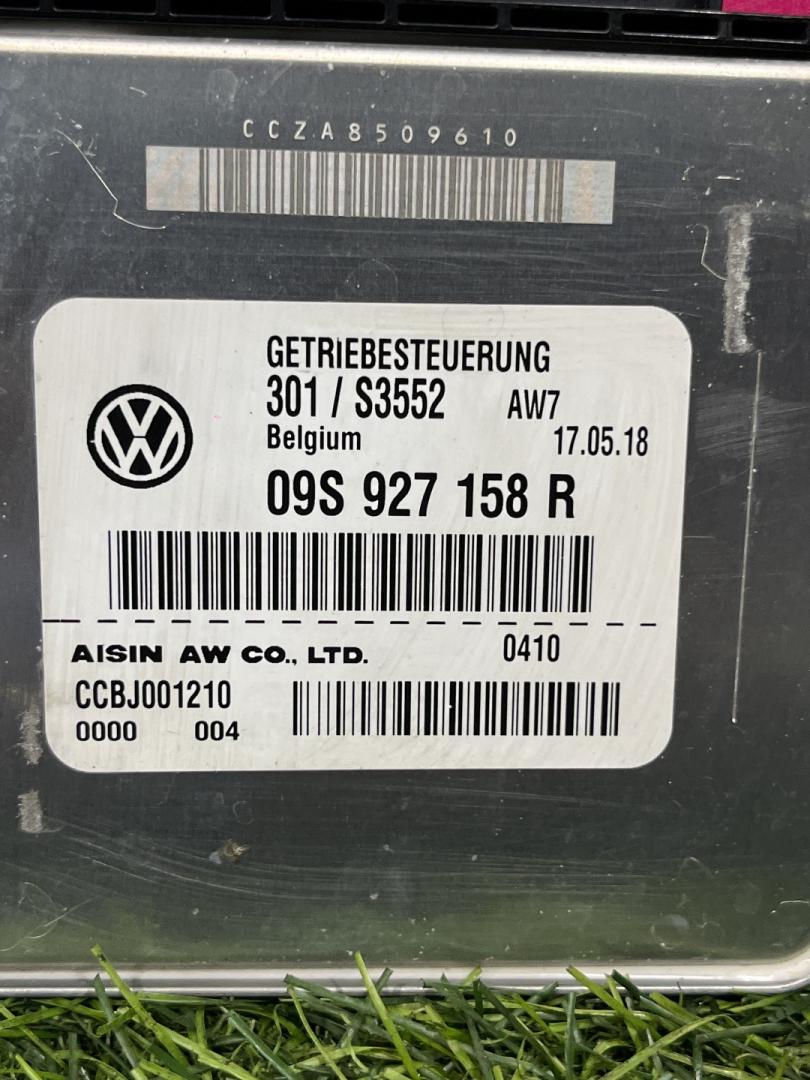 CCZA8509610
GETRIEBESTEUERUNG
301 / S3552 AW7
Belgium 17.05.18
09S 927 158 R
AISIN AW CO., LTD. 0410
CCBJ001210
0000 004